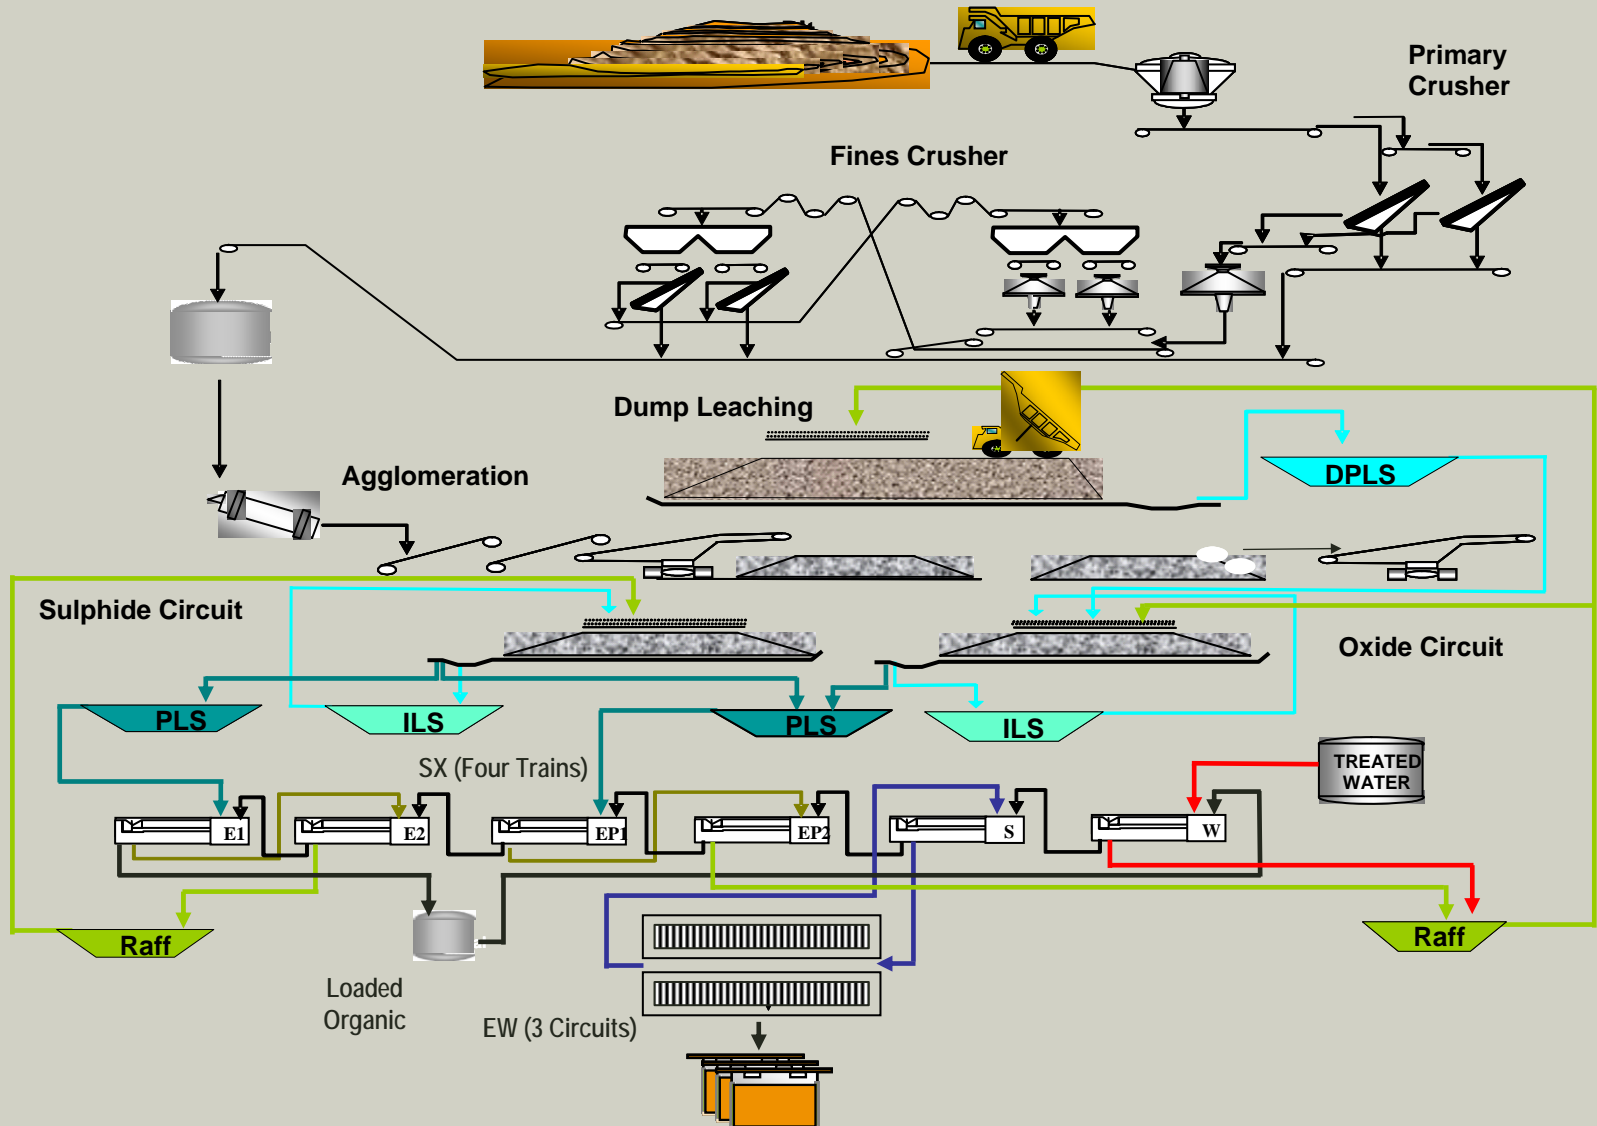 Primary
Crusher
Fines Crusher
Dump Leaching
DPLS
Agglomeration
Sulphide Circuit
Oxide Circuit
PLS
ILS
PLS
ILS
SX (Four Trains)
TREATED
WATER
E1
E2
EP1
EP2
S
W
Raff
Raff
Loaded
Organic
EW (3 Circuits)